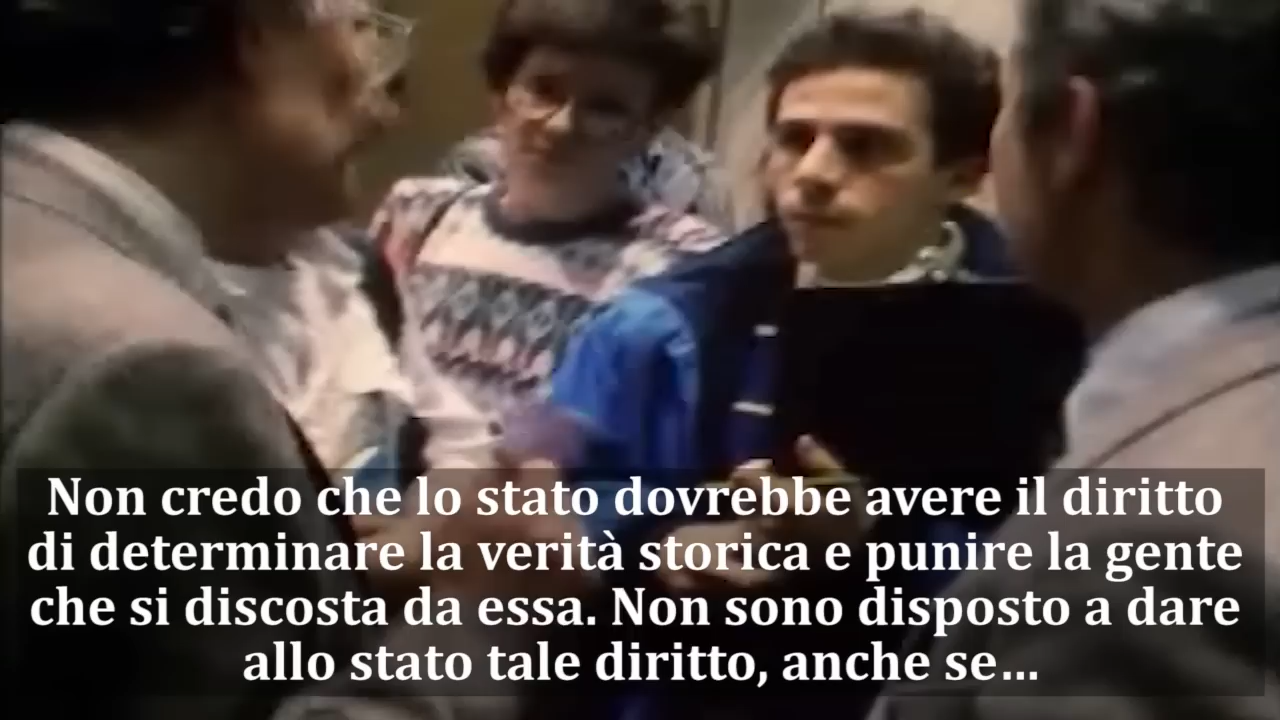 Non credo che lo stato dovrebbe avere il diritto
di determinare la verità storica e punire la gente
che si discosta da essa. Non sono disposto a dare
allo stato tale diritto, anche se...